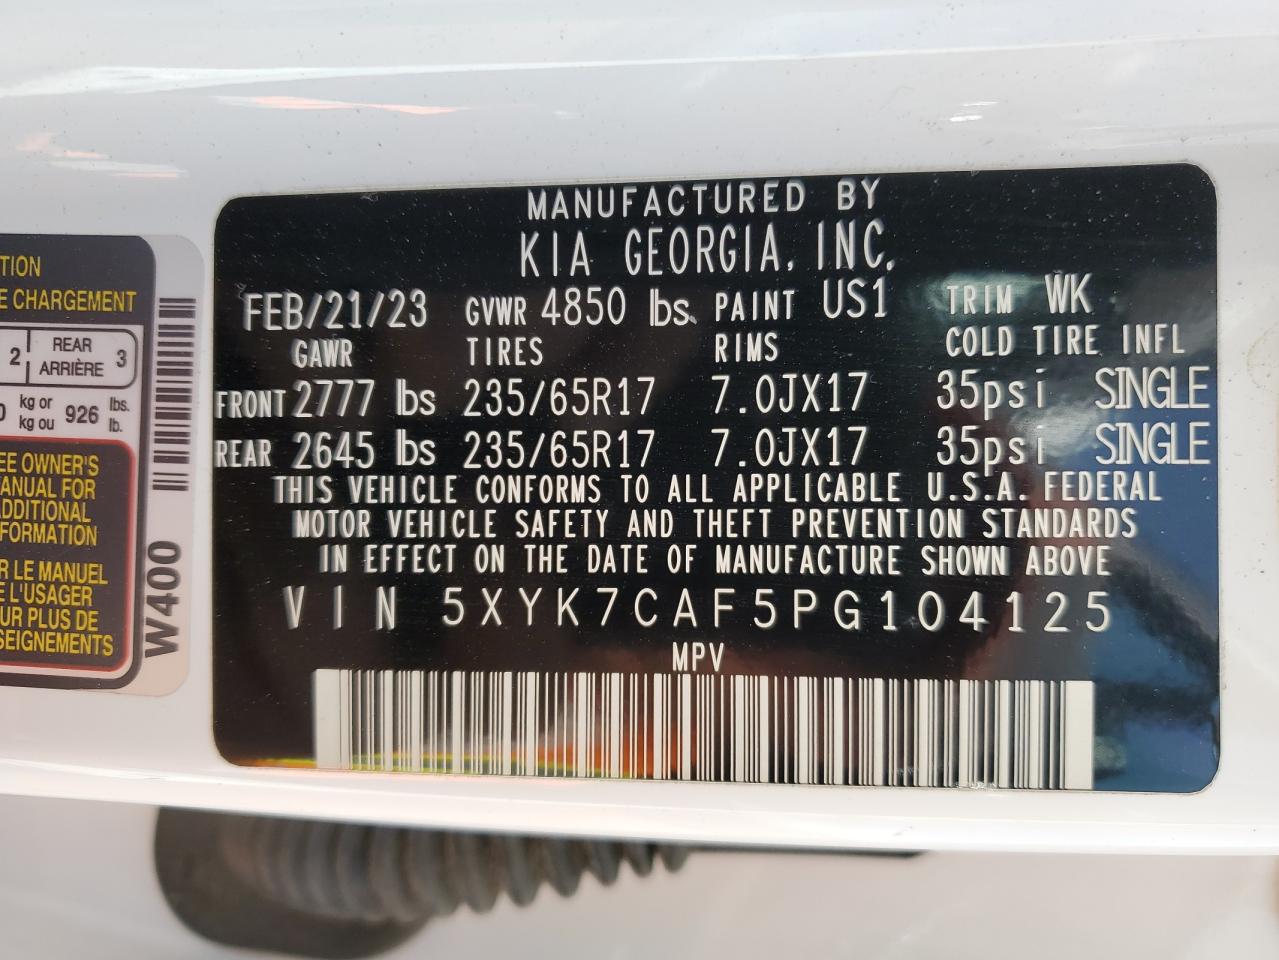 TION
E CHARGEMENT
2 REAR ARRIÈRE 3
0 kg or kg ou 926 lbs. lb.
EE OWNER'S
ANUAL FOR
ADDITIONAL
FORMATION
R LE MANUEL
E L'USAGER
UR PLUS DE
SEIGNEMENTS
W400
MANUFACTURED BY
KIA GEORGIA, INC.
FEB/21/23 GVWR 4850 lbs. PAINT US1 TRIM WK
GAWR TIRES RIMS COLD TIRE INFL
FRONT 2777 lbs 235/65R17 7.0JX17 35psi SINGLE
REAR 2645 lbs 235/65R17 7.0JX17 35psi SINGLE
THIS VEHICLE CONFORMS TO ALL APPLICABLE U.S.A. FEDERAL
MOTOR VEHICLE SAFETY AND THEFT PREVENTION STANDARDS
IN EFFECT ON THE DATE OF MANUFACTURE SHOWN ABOVE
VIN 5XYK7CAF5PG104125
MPV